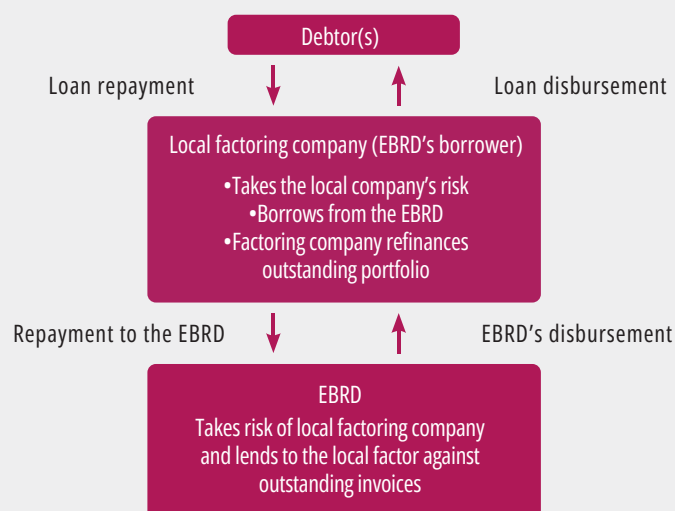 Debtor(s)
Loan repayment
Loan disbursement
Local factoring company (EBRD's borrower)
•Takes the local company's risk
•Borrows from the EBRD
•Factoring company refinances
outstanding portfolio
Repayment to the EBRD
EBRD's disbursement
EBRD
Takes risk of local factoring company
and lends to the local factor against
outstanding invoices